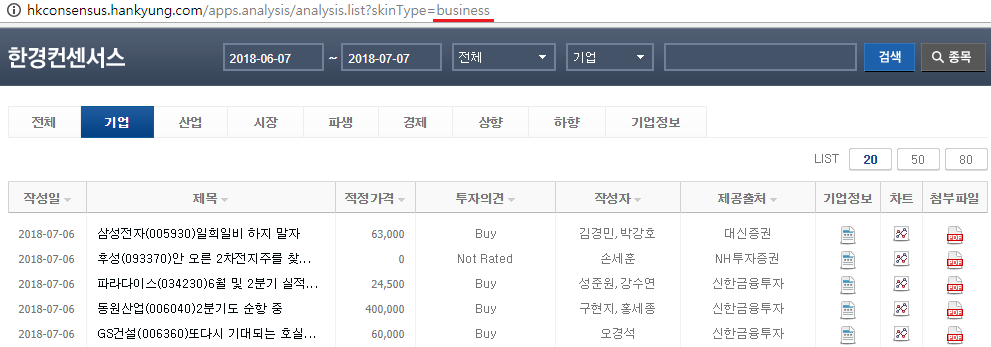 hkconsensus.hankyung.com/apps.analysis/analysis.list?skinType=business
한경컨센서스 2018-06-07 ~ 2018-07-07 전체 기업 검색 종목
전체 기업 산업 시장 파생 경제 상향 하향 기업정보
LIST 20 50 80
작성일 제목 적정가격 투자의견 작성자 제공출처 기업정보 차트 첨부파일
2018-07-06 삼성전자(005930)일희일비 하지 말자 63,000 Buy 김경민,박강호 대신증권 PDF
2018-07-06 후성(093370)안 오른 2차전지주를 찾... 0 Not Rated 손세훈 NH투자증권 PDF
2018-07-06 파라다이스(034230)6월 및 2분기 실적... 24,500 Buy 성준원,강수연 신한금융투자 PDF
2018-07-06 동원산업(006040)2분기도 순항 중 400,000 Buy 구현지,홍세종 신한금융투자 PDF
2018-07-06 GS건설(006360)또다시 기대되는 호실... 60,000 Buy 오경석 신한금융투자 PDF